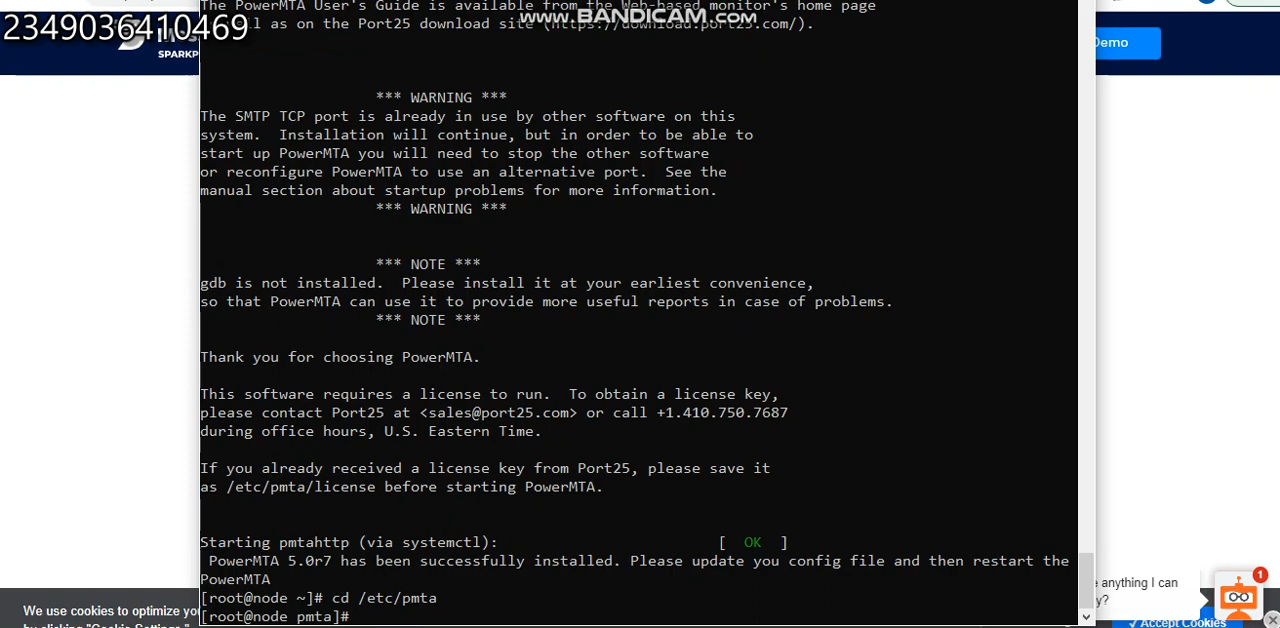 The PowerMTA User's Guide is available from the Web-based monitor's home page
www.BANDICAM.com
2349036410469
as on the Port25 download site (https://download.port25.com/).
SPARKP
Demo
*** WARNING ***
The SMTP TCP port is already in use by other software on this
system. Installation will continue, but in order to be able to
start up PowerMTA you will need to stop the other software
or reconfigure PowerMTA to use an alternative port. See the
manual section about startup problems for more information.
*** WARNING ***
*** NOTE ***
gdb is not installed. Please install it at your earliest convenience,
so that PowerMTA can use it to provide more useful reports in case of problems.
*** NOTE ***
Thank you for choosing PowerMTA.
This software requires a license to run. To obtain a license key,
please contact Port25 at <sales@port25.com> or call +1.410.750.7687
during office hours, U.S. Eastern Time.
If you already received a license key from Port25, please save it
as /etc/pmta/license before starting PowerMTA.
Starting pmtahttp (via systemctl): [ OK ]
PowerMTA 5.0r7 has been successfully installed. Please update you config file and then restart the
PowerMTA
[root@node ~]# cd /etc/pmta
[root@node pmta]#
e anything I can
y?
1
We use cookies to optimize yo
by clicking "Cookie Settings."
✓ Accept Cookies